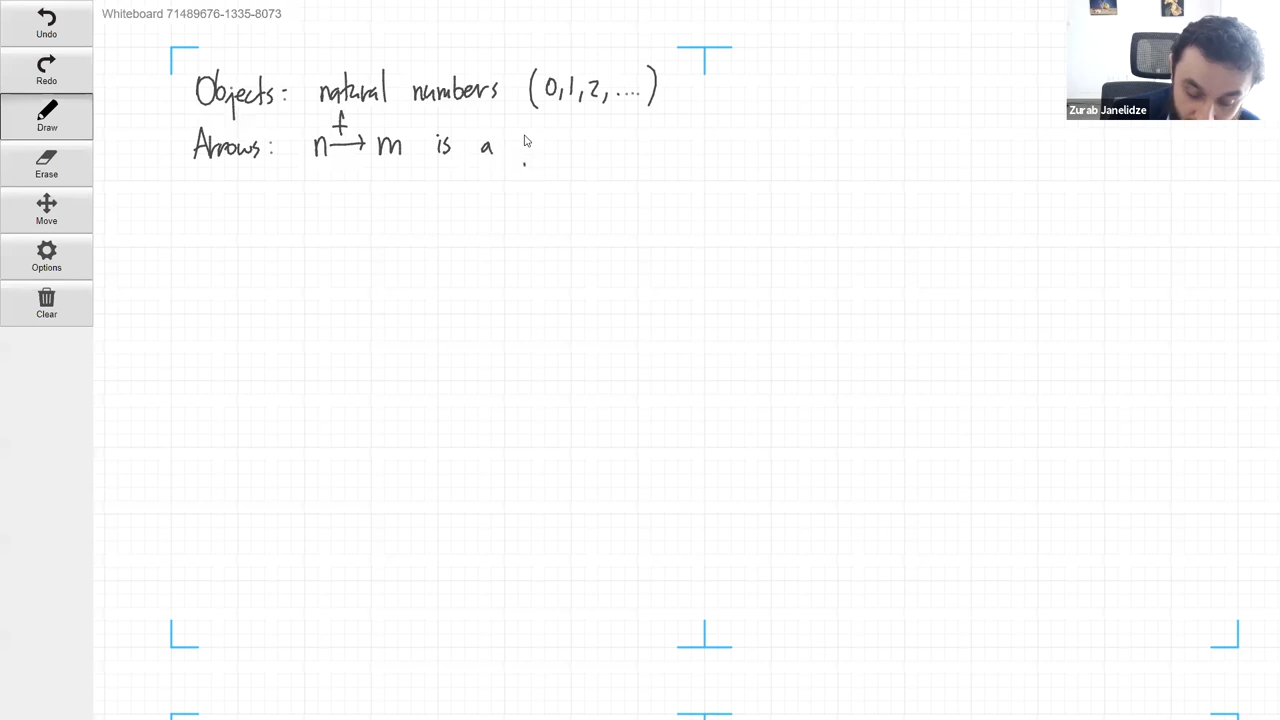 Whiteboard 71489676-1335-8073
Undo
Redo
Draw
Erase
Move
Options
Clear
Objects: natural numbers (0,1,2,....)
Arrows: n f⟶ m is a
Zurab Janelidze